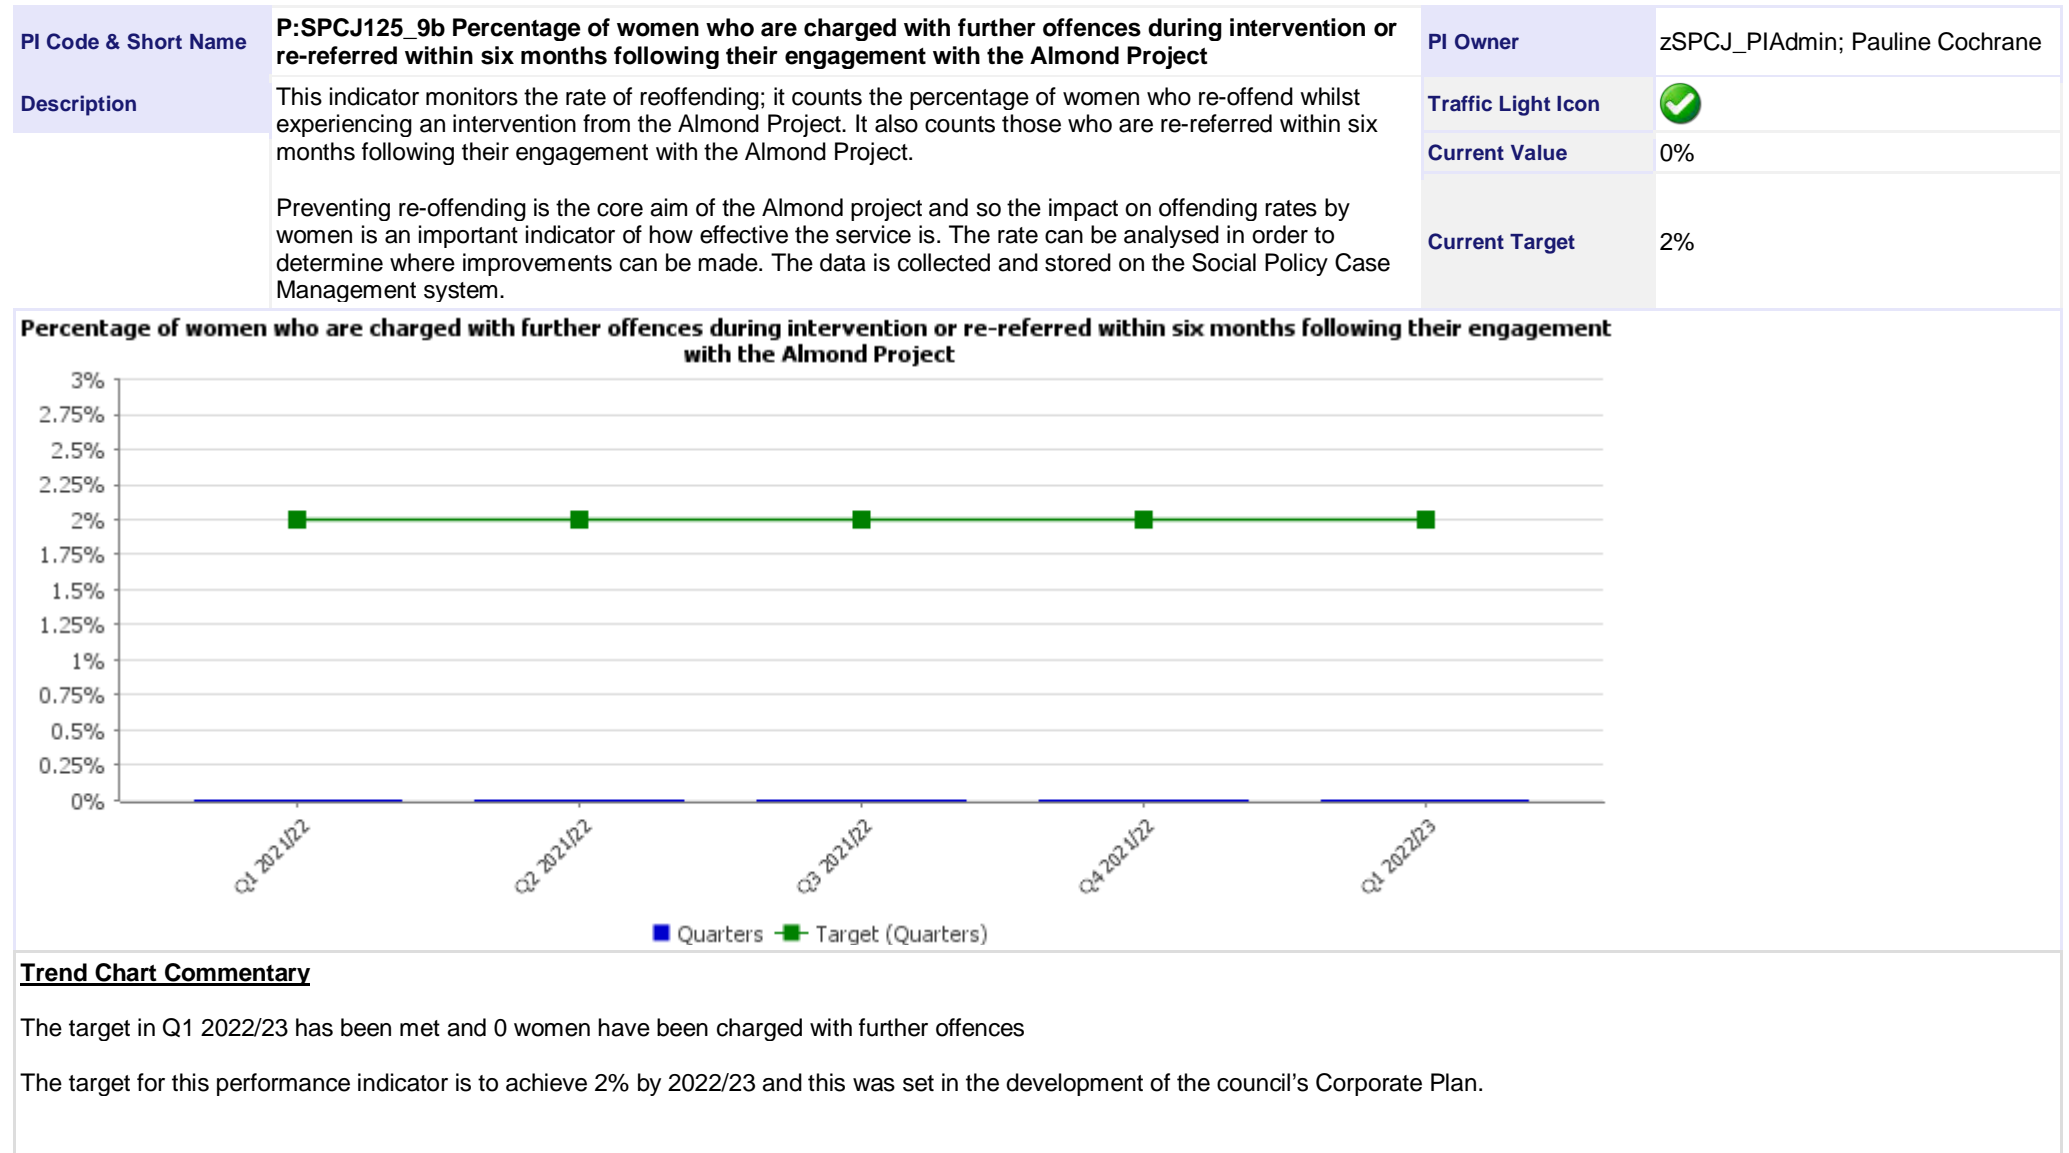 PI Code & Short Name
P:SPCJ125_9b Percentage of women who are charged with further offences during intervention or
re-referred within six months following their engagement with the Almond Project
PI Owner
zSPCJ_PIAdmin; Pauline Cochrane
Description
This indicator monitors the rate of reoffending; it counts the percentage of women who re-offend whilst
experiencing an intervention from the Almond Project. It also counts those who are re-referred within six
months following their engagement with the Almond Project.
Preventing re-offending is the core aim of the Almond project and so the impact on offending rates by
women is an important indicator of how effective the service is. The rate can be analysed in order to
determine where improvements can be made. The data is collected and stored on the Social Policy Case
Management system.
Traffic Light Icon
Current Value
0%
Current Target
2%
Percentage of women who are charged with further offences during intervention or re-referred within six months following their engagement
with the Almond Project
3%
2.75%
2.5%
2.25%
2%
1.75%
1.5%
1.25%
1%
0.75%
0.5%
0.25%
0%
Q1 2021/22
Q2 2021/22
Q3 2021/22
Q4 2021/22
Q1 2022/23
Quarters
Target (Quarters)
Trend Chart Commentary
The target in Q1 2022/23 has been met and 0 women have been charged with further offences
The target for this performance indicator is to achieve 2% by 2022/23 and this was set in the development of the council’s Corporate Plan.